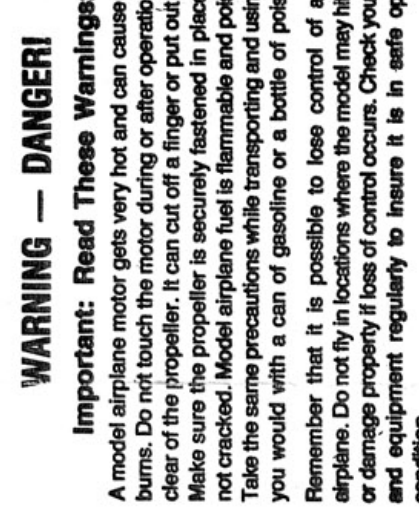 WARNING — DANGER!
Important: Read These Warnings
A model airplane motor gets very hot and can cause
burns. Do not touch the motor during or after operatio
clear of the propeller. It can cut off a finger or put out
Make sure the propeller is securely fastened in place
not cracked. Model airplane fuel is flammable and poi
Take the same precautions while transporting and usin
you would with a can of gasoline or a bottle of pois
Remember that it is possible to lose control of a
airplane. Do not fly in locations where the model may hi
or damage property if loss of control occurs. Check you
and equipment regularly to insure it is in safe op